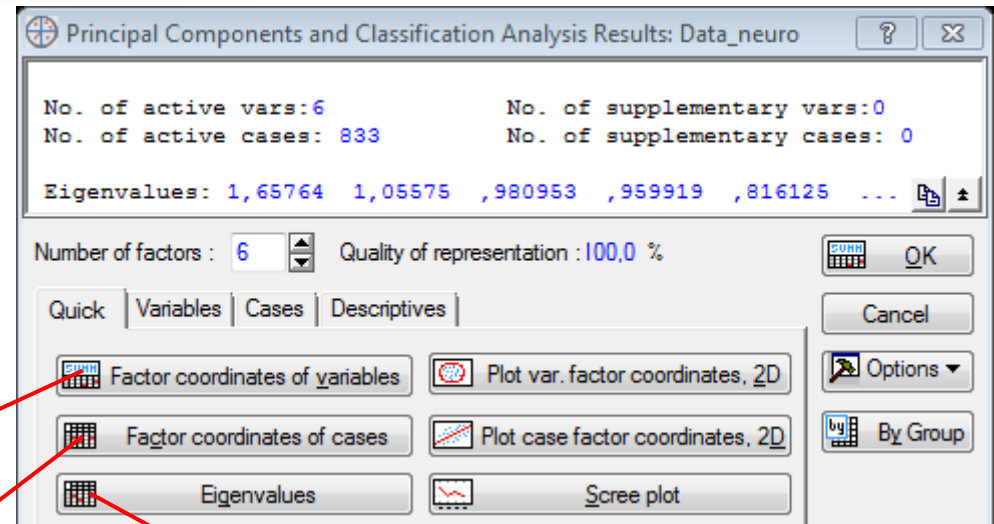 Principal Components and Classification Analysis Results: Data_neuro
No. of active vars:6 No. of supplementary vars:0
No. of active cases: 833 No. of supplementary cases: 0
Eigenvalues: 1,65764 1,05575 ,980953 ,959919 ,816125 ...
Number of factors : 6 Quality of representation : 100,0 %
OK
Quick Variables Cases Descriptives
Cancel
Factor coordinates of variables Plot var. factor coordinates, 2D
Options
Factor coordinates of cases Plot case factor coordinates, 2D
By Group
Eigenvalues Scree plot